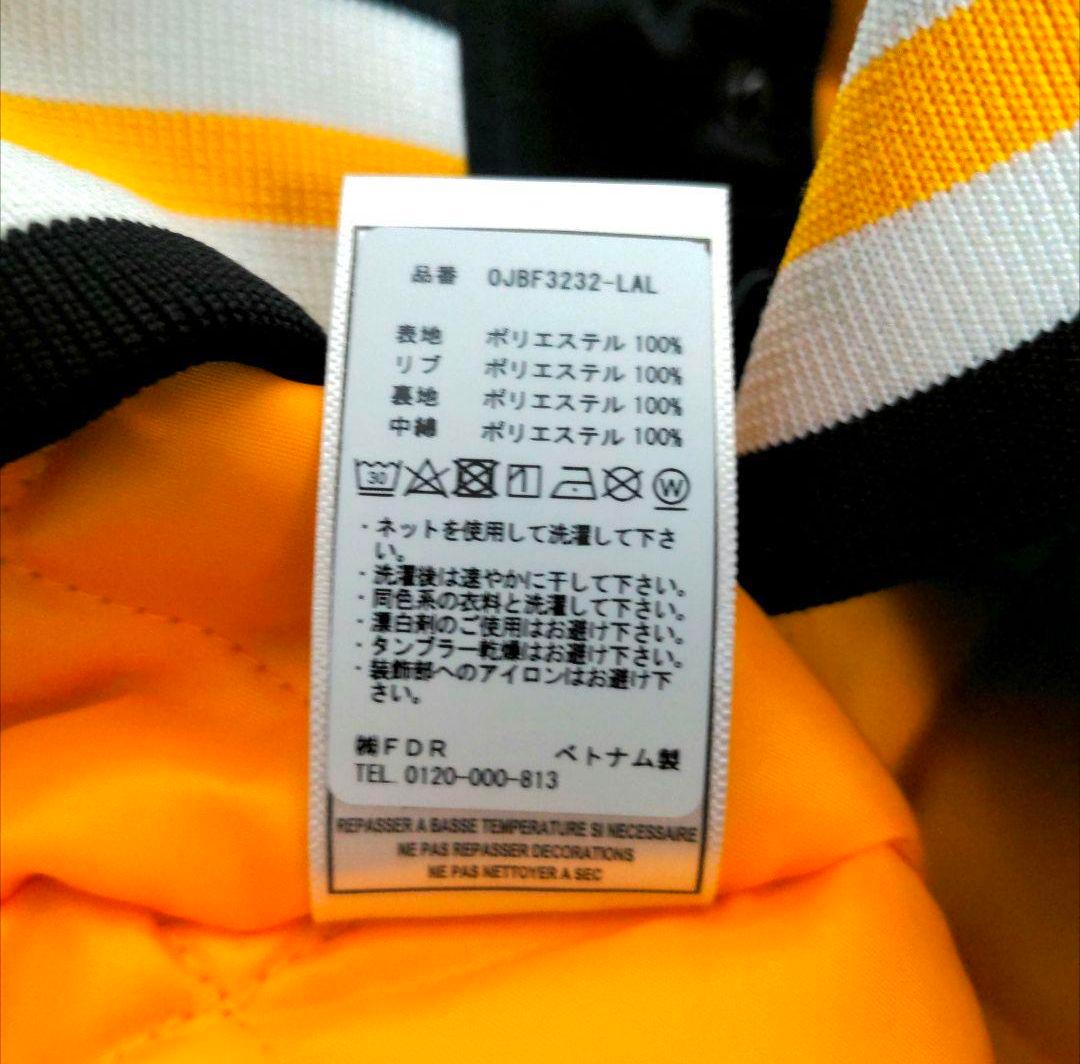 品番 OJBF3232-LAL
表地 ポリエステル 100%
リブ ポリエステル 100%
裏地 ポリエステル 100%
中綿 ポリエステル 100%
30
W
・ネットを使用して洗濯して下さ
い。
・洗濯後は速やかに干して下さい。
・同色系の衣料と洗濯して下さい。
・漂白剤のご使用はお避け下さい。
・タンブラー乾燥はお避け下さい。
・装飾部へのアイロンはお避け下
さい。
㈱FDR ベトナム製
TEL 0120-000-813
REPASSER A BASSE TEMPERATURE SI NECESSAIRE
NE PAS REPASSER DECORATIONS
NE PAS NETTOYER A SEC